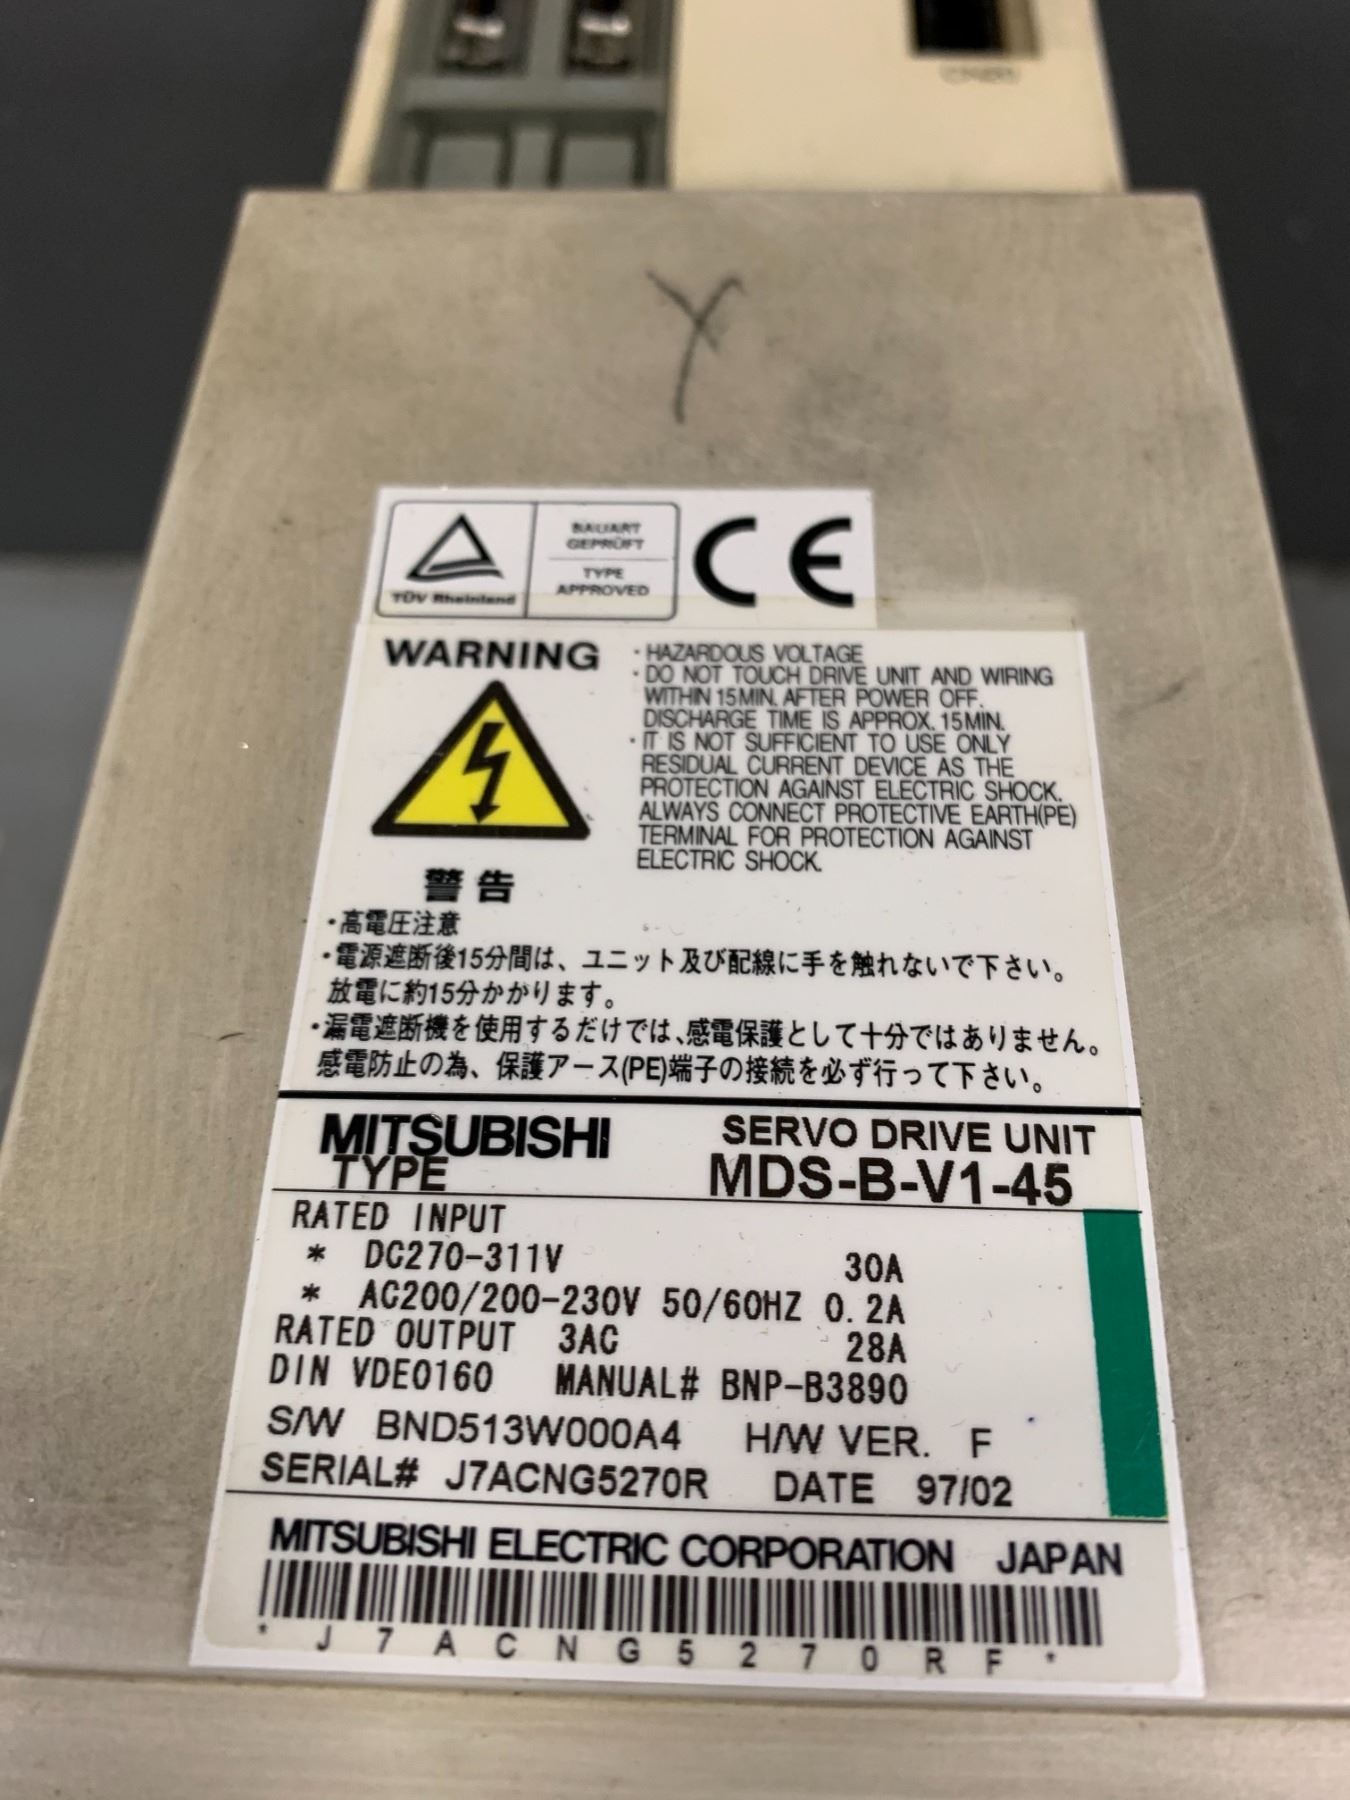 Y
TÜV Rheinland
BAUART
GEPRÜFT
TYPE
APPROVED
CE
WARNING
・HAZARDOUS VOLTAGE
・DO NOT TOUCH DRIVE UNIT AND WIRING
WITHIN 15MIN. AFTER POWER OFF.
DISCHARGE TIME IS APPROX. 15MIN.
・IT IS NOT SUFFICIENT TO USE ONLY
RESIDUAL CURRENT DEVICE AS THE
PROTECTION AGAINST ELECTRIC SHOCK.
ALWAYS CONNECT PROTECTIVE EARTH(PE)
TERMINAL FOR PROTECTION AGAINST
ELECTRIC SHOCK.
警告
・高電圧注意
・電源遮断後15分間は、ユニット及び配線に手を触れないで下さい。
放電に約15分かかります。
・漏電遮断機を使用するだけでは、感電保護として十分ではありません。
感電防止の為、保護アース(PE)端子の接続を必ず行って下さい。
MITSUBISHI SERVO DRIVE UNIT
TYPE MDS-B-V1-45
RATED INPUT
* DC270-311V 30A
* AC200/200-230V 50/60HZ 0.2A
RATED OUTPUT 3AC 28A
DIN VDE0160 MANUAL# BNP-B3890
S/W BND513W000A4 H/W VER. F
SERIAL# J7ACNG5270R DATE 97/02
MITSUBISHI ELECTRIC CORPORATION JAPAN
* J 7 A C N G 5 2 7 0 R F *